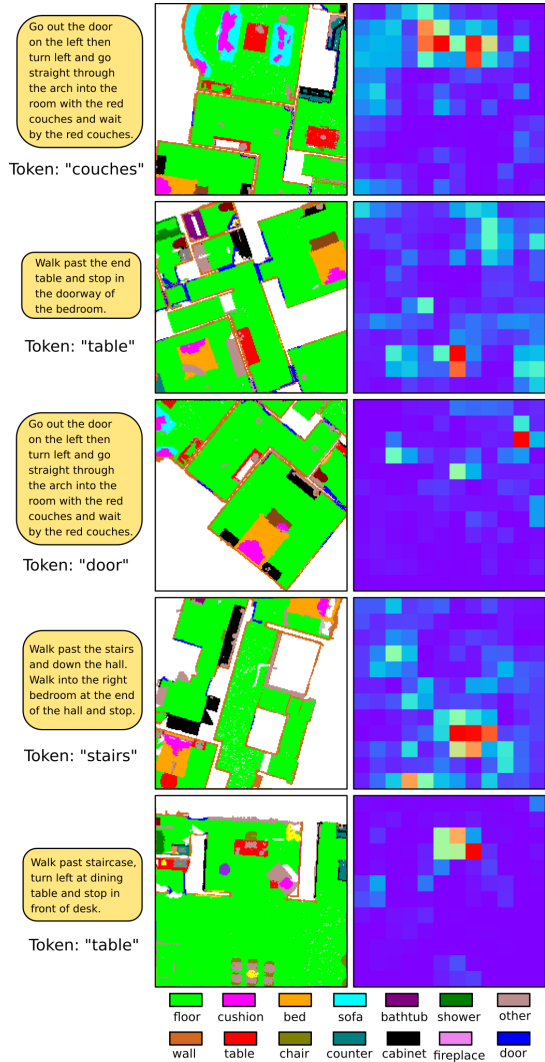 Go out the door
on the left then
turn left and go
straight through
the arch into the
room with the red
couches and wait
by the red couches.
Token: "couches"
Walk past the end
table and stop in
the doorway of
the bedroom.
Token: "table"
Go out the door
on the left then
turn left and go
straight through
the arch into the
room with the red
couches and wait
by the red couches.
Token: "door"
Walk past the stairs
and down the hall.
Walk into the right
bedroom at the end
of the hall and stop.
Token: "stairs"
Walk past staircase,
turn left at dining
table and stop in
front of desk.
Token: "table"
floor cushion bed sofa bathtub shower other
wall table chair counter cabinet fireplace door